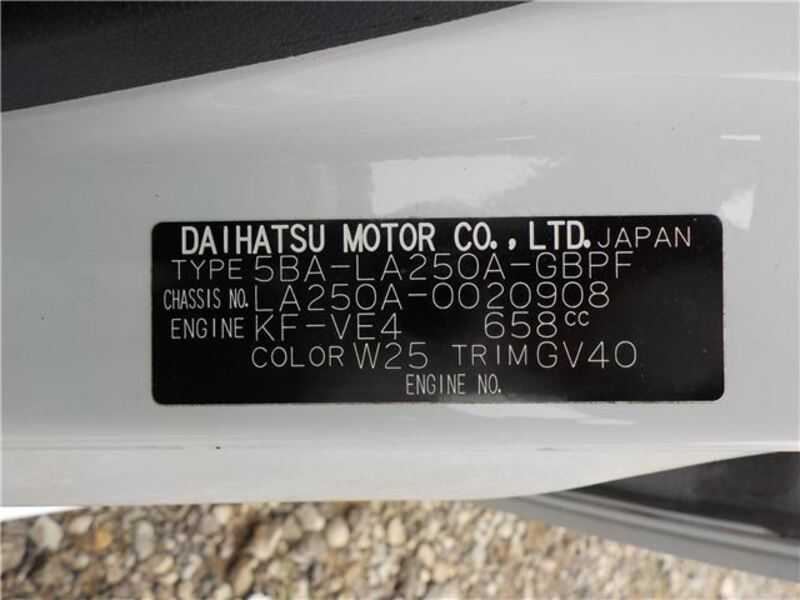 DAIHATSU MOTOR CO., LTD. JAPAN
TYPE 5BA-LA250A-GBPF
CHASSIS NO. LA250A-0020908
ENGINE KF-VE4 658cc
COLOR W25 TRIM GV40
ENGINE NO.